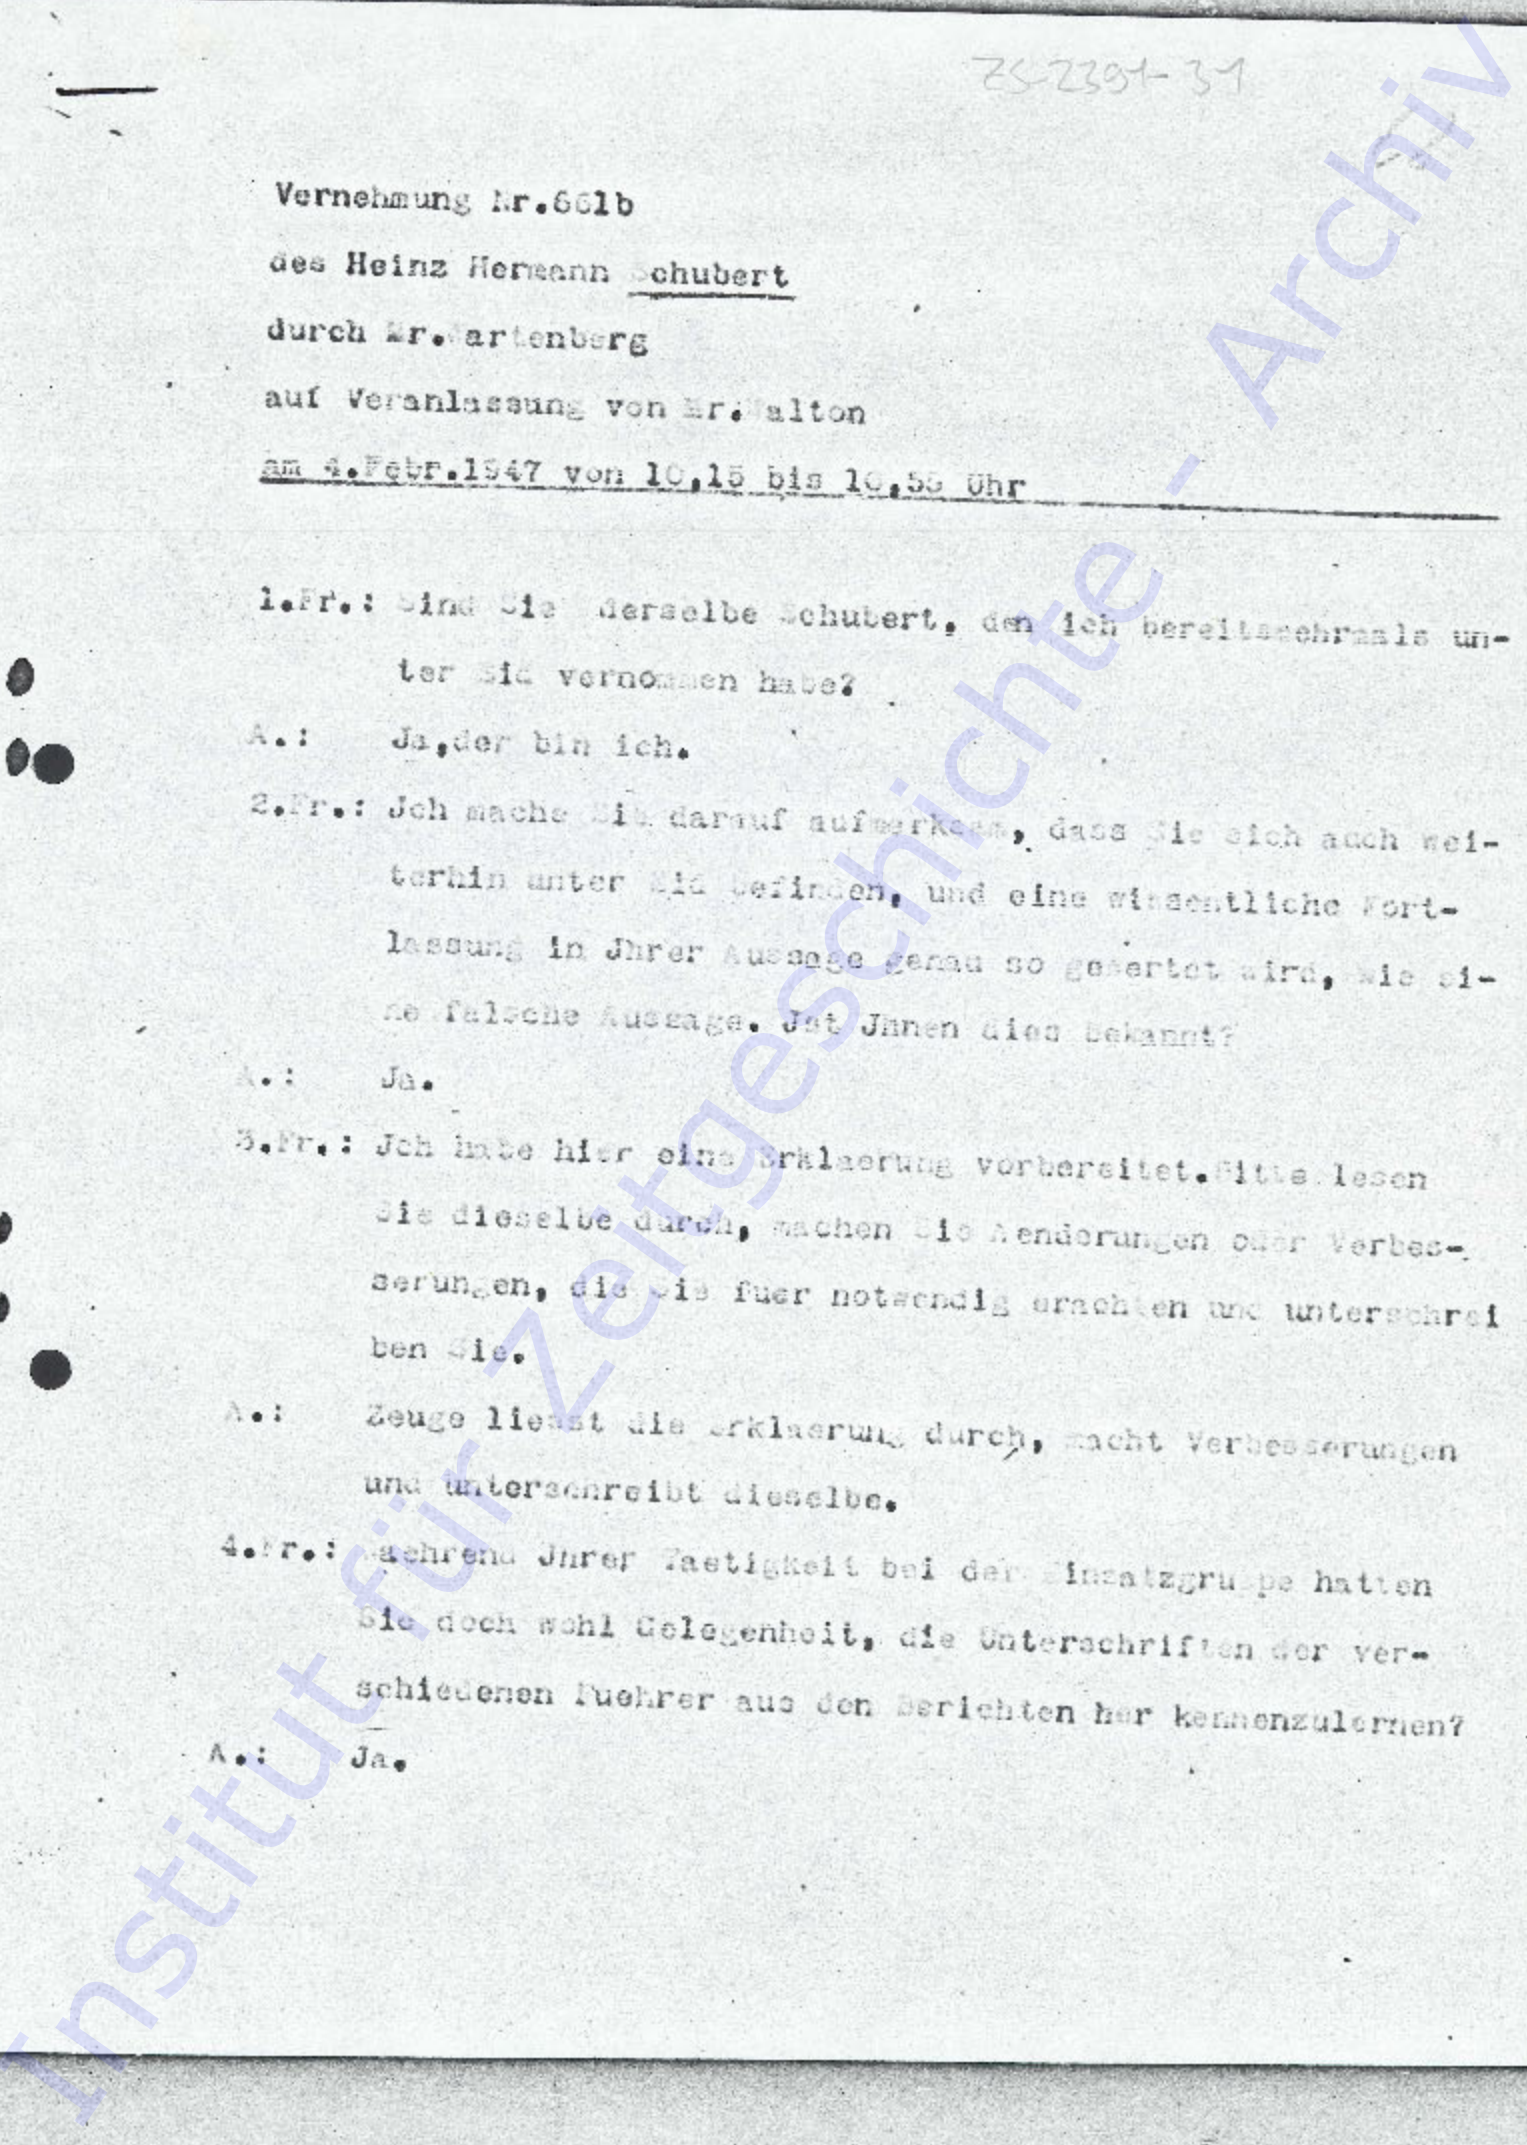 ZS-2391-31
Vernehmung Nr.661b
des Heinz Hermann Schubert
durch Mr.Wartenberg
auf Veranlassung von Mr.Walton
am 4.Febr.1947 von 10,15 bis 10,55 Uhr
1.Fr.: Sind Sie derselbe Schubert, den ich bereitsmehrmals un-
ter Eid vernommen habe?
A.: Ja,der bin ich.
2.Fr.: Jch mache Sie darauf aufmerksam, dass Sie sich auch wei-
terhin unter Eid befinden, und eine wissentliche Fort-
lassung in Jhrer Aussage genau so gewertet wird, wie ei-
ne falsche Aussage. Jst Jhnen dies bekannt?
A.: Ja.
3.Fr.: Jch habe hier eine Erklaerung vorbereitet.Bitte lesen
Sie dieselbe durch, machen Sie Aenderungen oder Verbes-
serungen, die Sie fuer notwendig erachten und unterschrei
ben Sie.
A.: Zeuge liesst die Erklaerung durch, macht Verbesserungen
und unterschreibt dieselbe.
4.Fr.: Waehrend Jhrer Taetigkeit bei der Einsatzgruppe hatten
Sie doch wohl Gelegenheit, die Unterschriften der ver-
schiedenen Fuehrer aus den Berichten her kennenzulernen?
A.: Ja.
Institut für Zeitgeschichte - Archiv